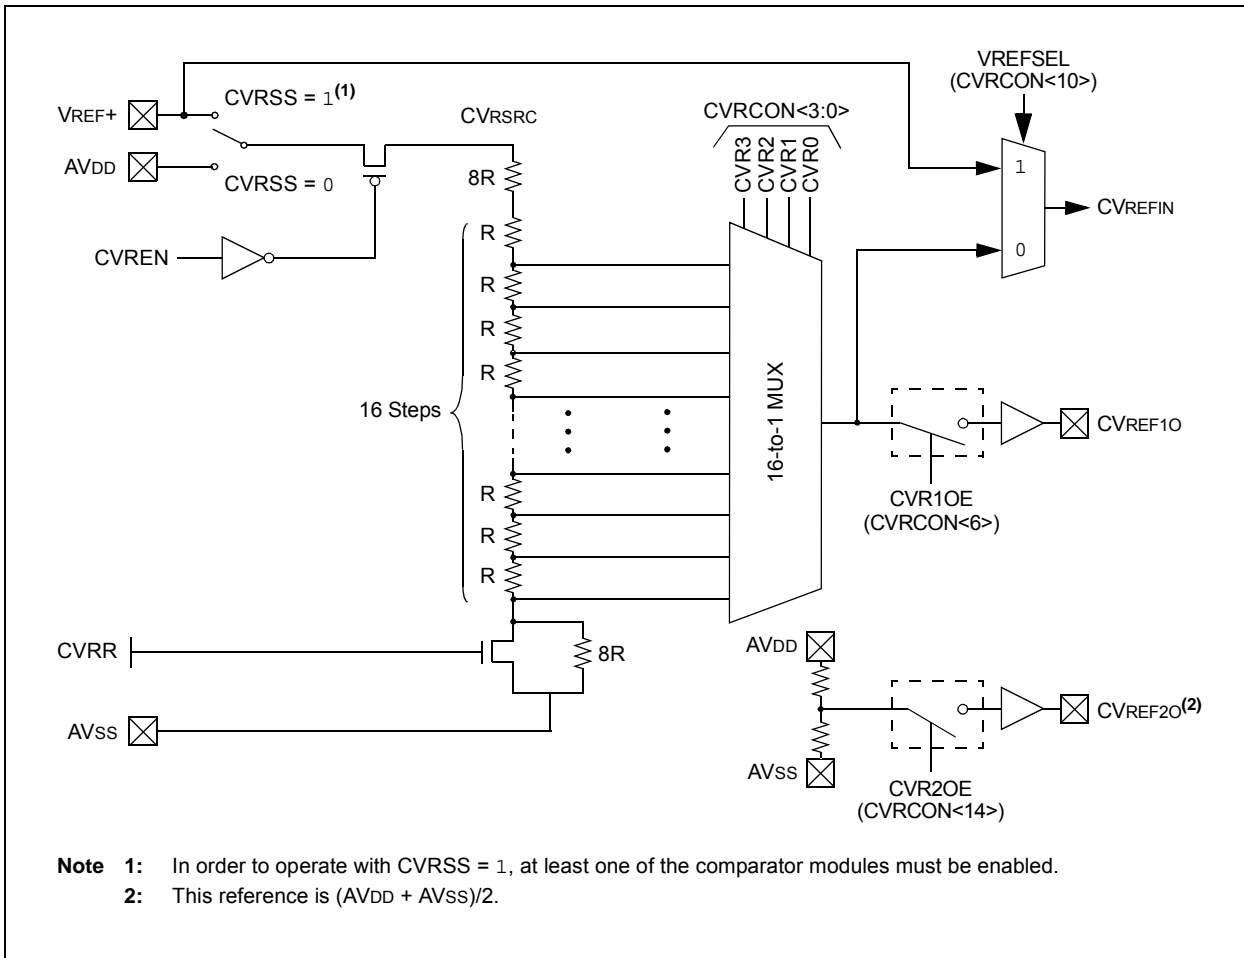 VREFSEL
(CVRCON<10>)
CVRSS = 1(1)
VREF+
CVRSRC
CVRCON<3:0>
CVR3
CVR2
CVR1
CVR0
AVDD
CVRSS = 0
8R
1
CVREFIN
R
CVREN
0
R
R
R
16 Steps
16-to-1 MUX
CVREF1O
R
CVR1OE
(CVRCON<6>)
R
R
CVRR
8R
AVDD
AVSS
CVREF2O(2)
AVSS
CVR2OE
(CVRCON<14>)
Note 1: In order to operate with CVRSS = 1, at least one of the comparator modules must be enabled.
2: This reference is (AVDD + AVSS)/2.